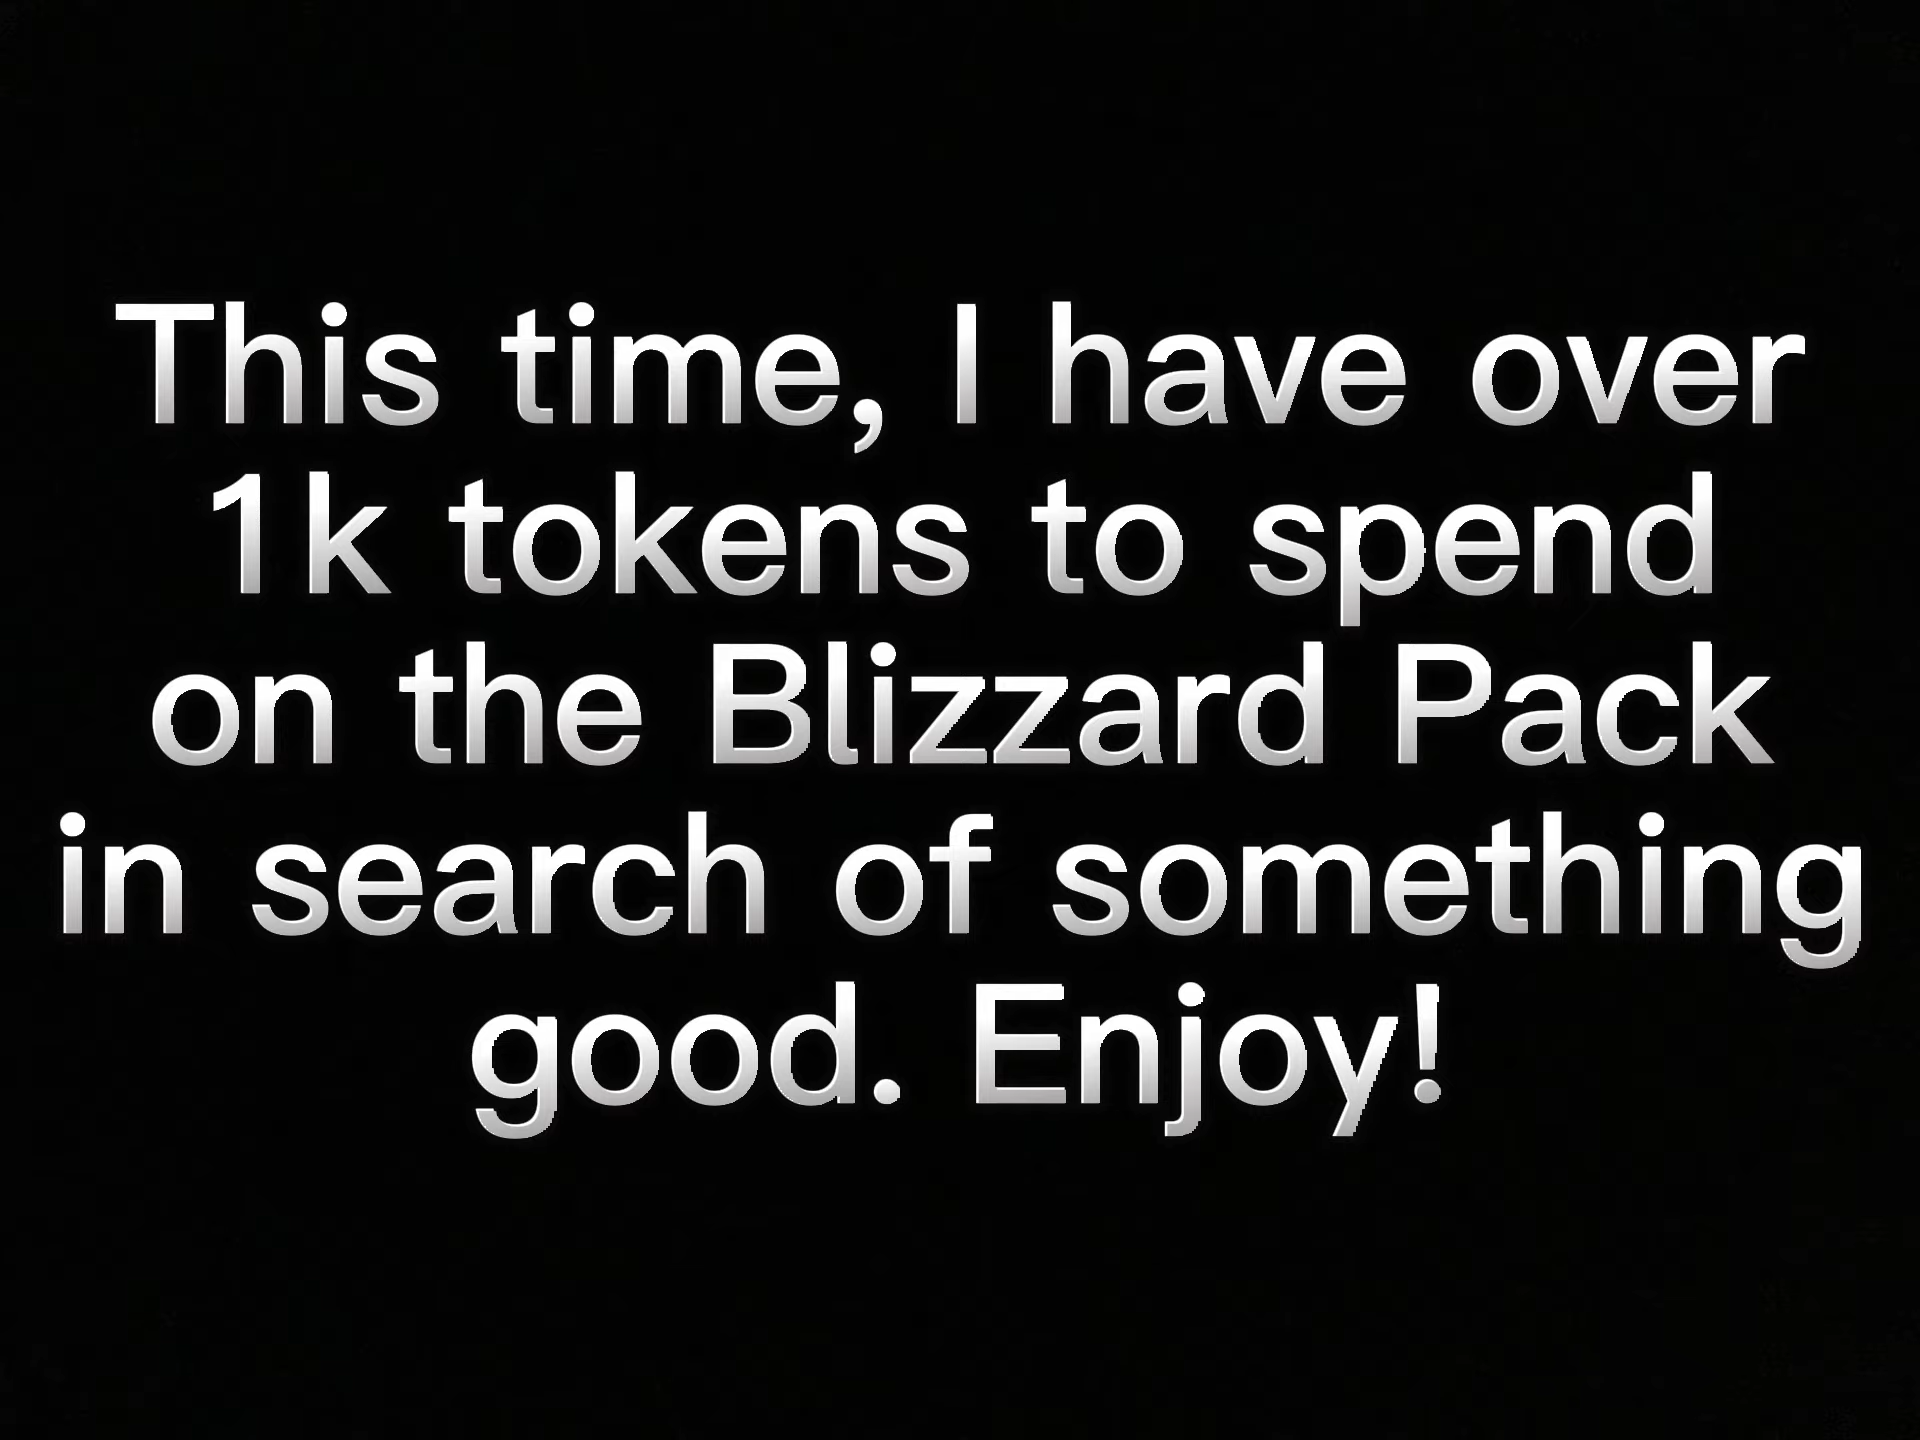 This time, I have over
1k tokens to spend
on the Blizzard Pack
in search of something
good. Enjoy!